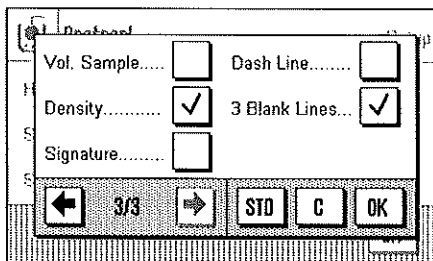 Vol. Sample..... Dash Line........
Density........... 3 Blank Lines...
Signature.........
3/3 STD C OK